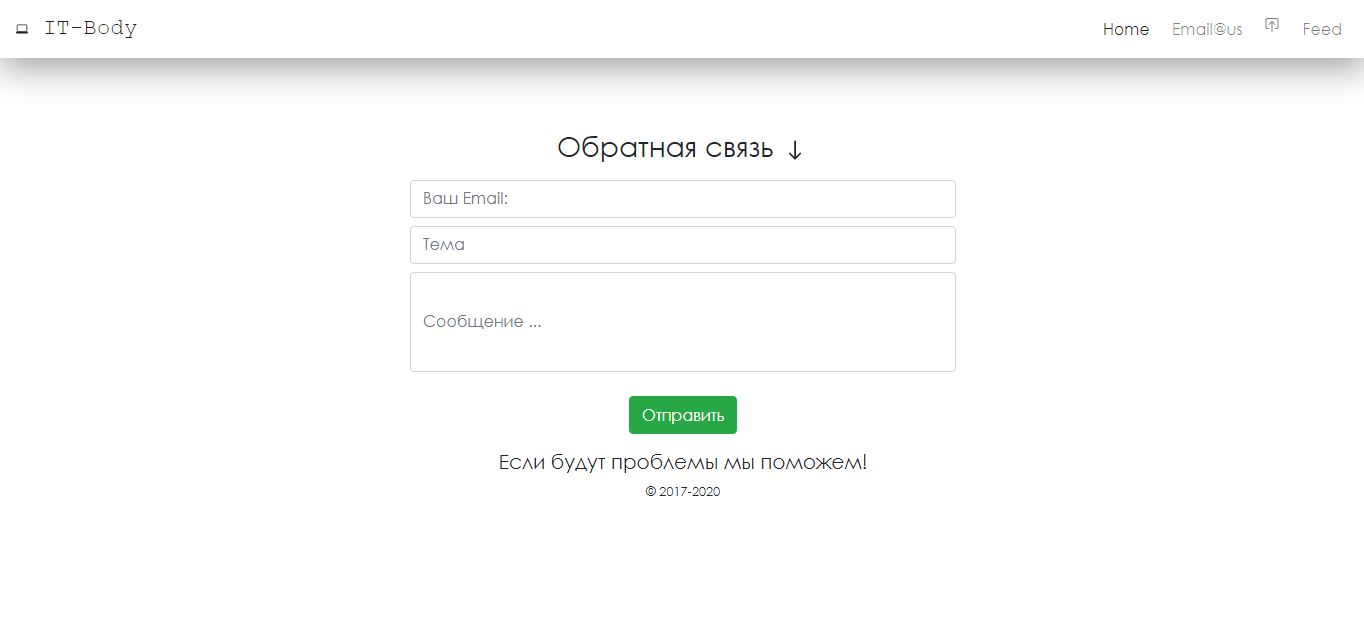 IT-Body Home Email@us Feed
Обратная связь ↓
Ваш Email:
Тема
Сообщение ...
Отправить
Если будут проблемы мы поможем!
© 2017-2020